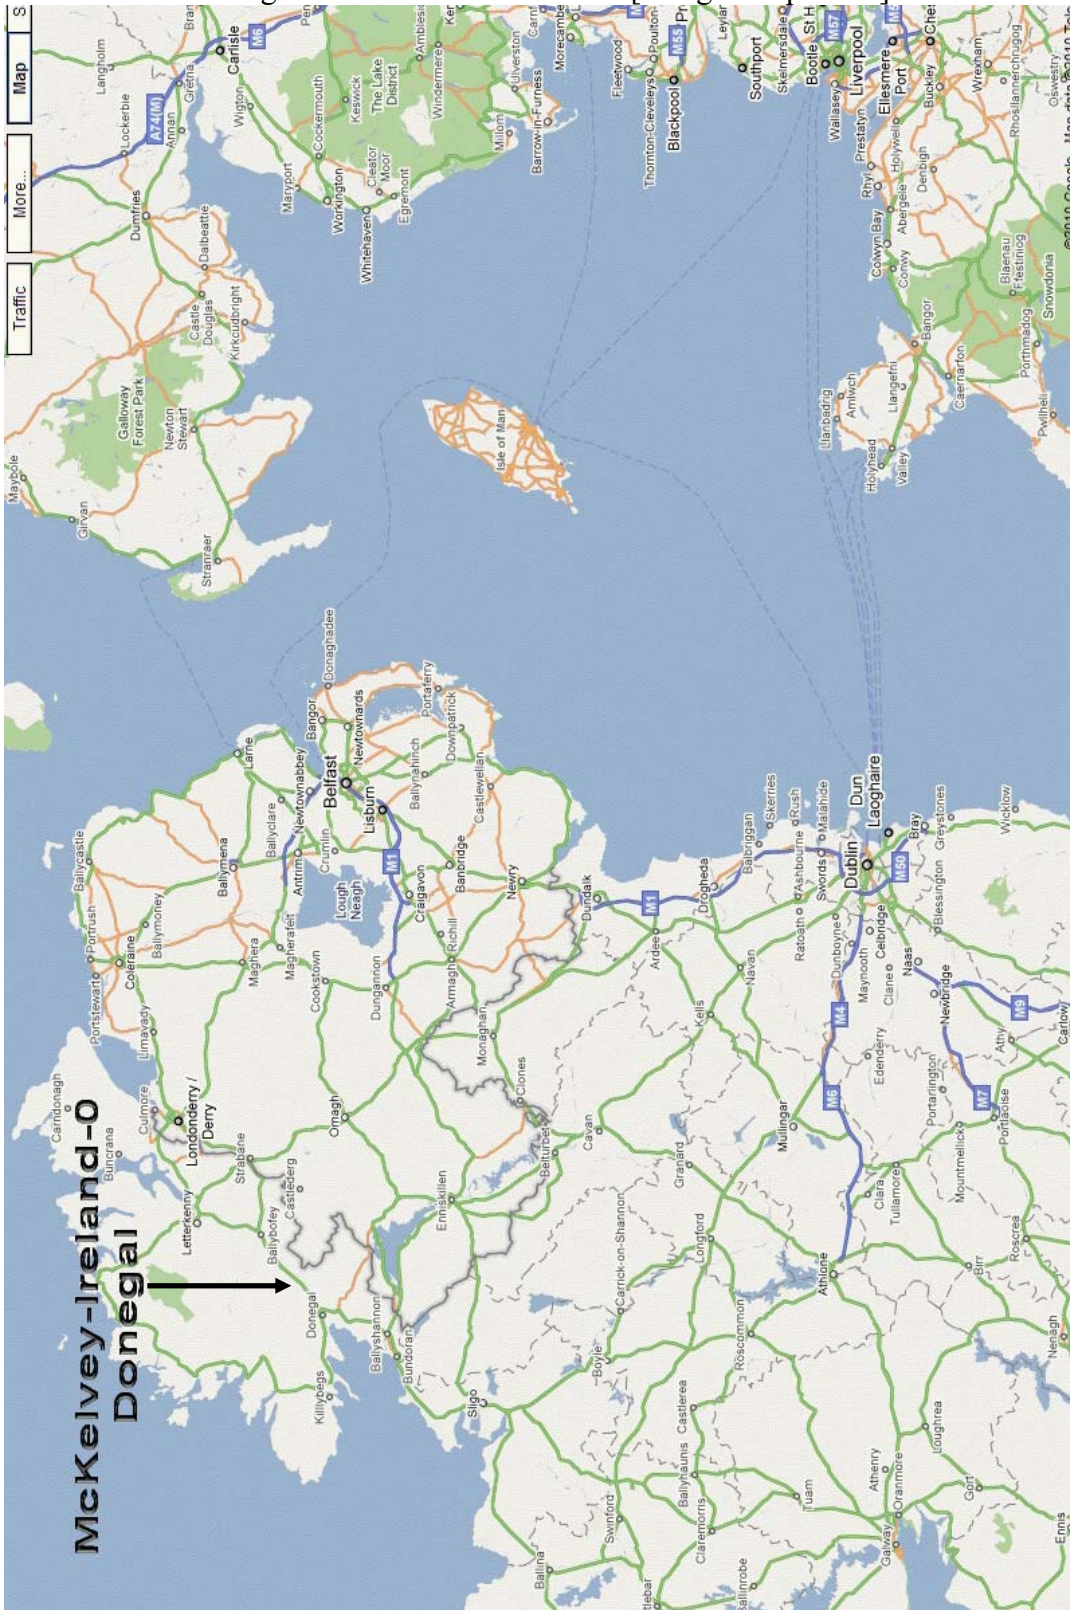 McKelvey-Ireland-0
Donegal
Traffic
More...
Map
S
Maybole
Girvan
Stranraer
Galloway
Forest Park
Newton
Stewart
Castle
Douglas
Kirkcudbright
Dalbeattie
Dumfries
Lockerbie
Langholm
A74(M)
Annan
Gretna
Carlisle
M6
Wigton
Maryport
Cockermouth
Workington
Keswick
The Lake
District
Whitehaven
Cleator
Moor
Egremont
Ambleside
Windermere
Millom
Ulverston
Barrow-in-Furness
Morecambe
Fleetwood
Thornton-Cleveleys
Poulton-
Blackpool
M55
Southport
Skelmersdale
Bootle
M57
Liverpool
Wallasey
Ellesmere
Port
Prestatyn
Rhyl
Holywell
Buckley
Colwyn Bay
Abergele
Denbigh
Conwy
Wrexham
Rhosllannerchrugog
Oswestry
Blaenau
Ffestiniog
Snowdonia
Porthmadog
Pwllheli
Caernarfon
Bangor
Llangefni
Amlwch
Llanbadrig
Holyhead
Valley
Isle of Man
Carndonagh
Buncrana
Culmore
Londonderry /
Derry
Limavady
Portstewart
Portrush
Coleraine
Ballymoney
Ballycastle
Ballymena
Larne
Maghera
Magherafelt
Antrim
Ballyclare
Newtownabbey
Crumlin
Lough
Neagh
Belfast
Bangor
Donaghadee
Newtownards
Lisburn
M1
Portaferry
Ballynahinch
Downpatrick
Castlewellan
Craigavon
Banbridge
Richill
Armagh
Newry
Dungannon
Cookstown
Omagh
Strabane
Castlederg
Letterkenny
Ballybofey
Donegal
Killybegs
Ballyshannon
Bundoran
Enniskillen
Monaghan
Clones
Belturbet
Cavan
Sligo
Dundalk
M1
Ardee
Drogheda
Balbriggan
Skerries
Rush
Malahide
Swords
Ashbourne
Ratoath
Navan
Kells
Dunboyne
Maynooth
Celbridge
Clane
Naas
Dublin
Dun
Laoghaire
M50
Bray
Greystones
Wicklow
Blessington
M4
Edenderry
Newbridge
M9
Carlow
Athy
Portarlington
M7
Portlaoise
Mountmellick
M6
Mullingar
Clara
Tullamore
Granard
Longford
Carrick-on-Shannon
Boyle
Roscommon
Athlone
Birr
Roscrea
Nenagh
Castlerea
Ballyhaunis
Claremorris
Swinford
Ballina
Tuam
Athenry
Oranmore
Galway
Loughrea
Gort
Ennis